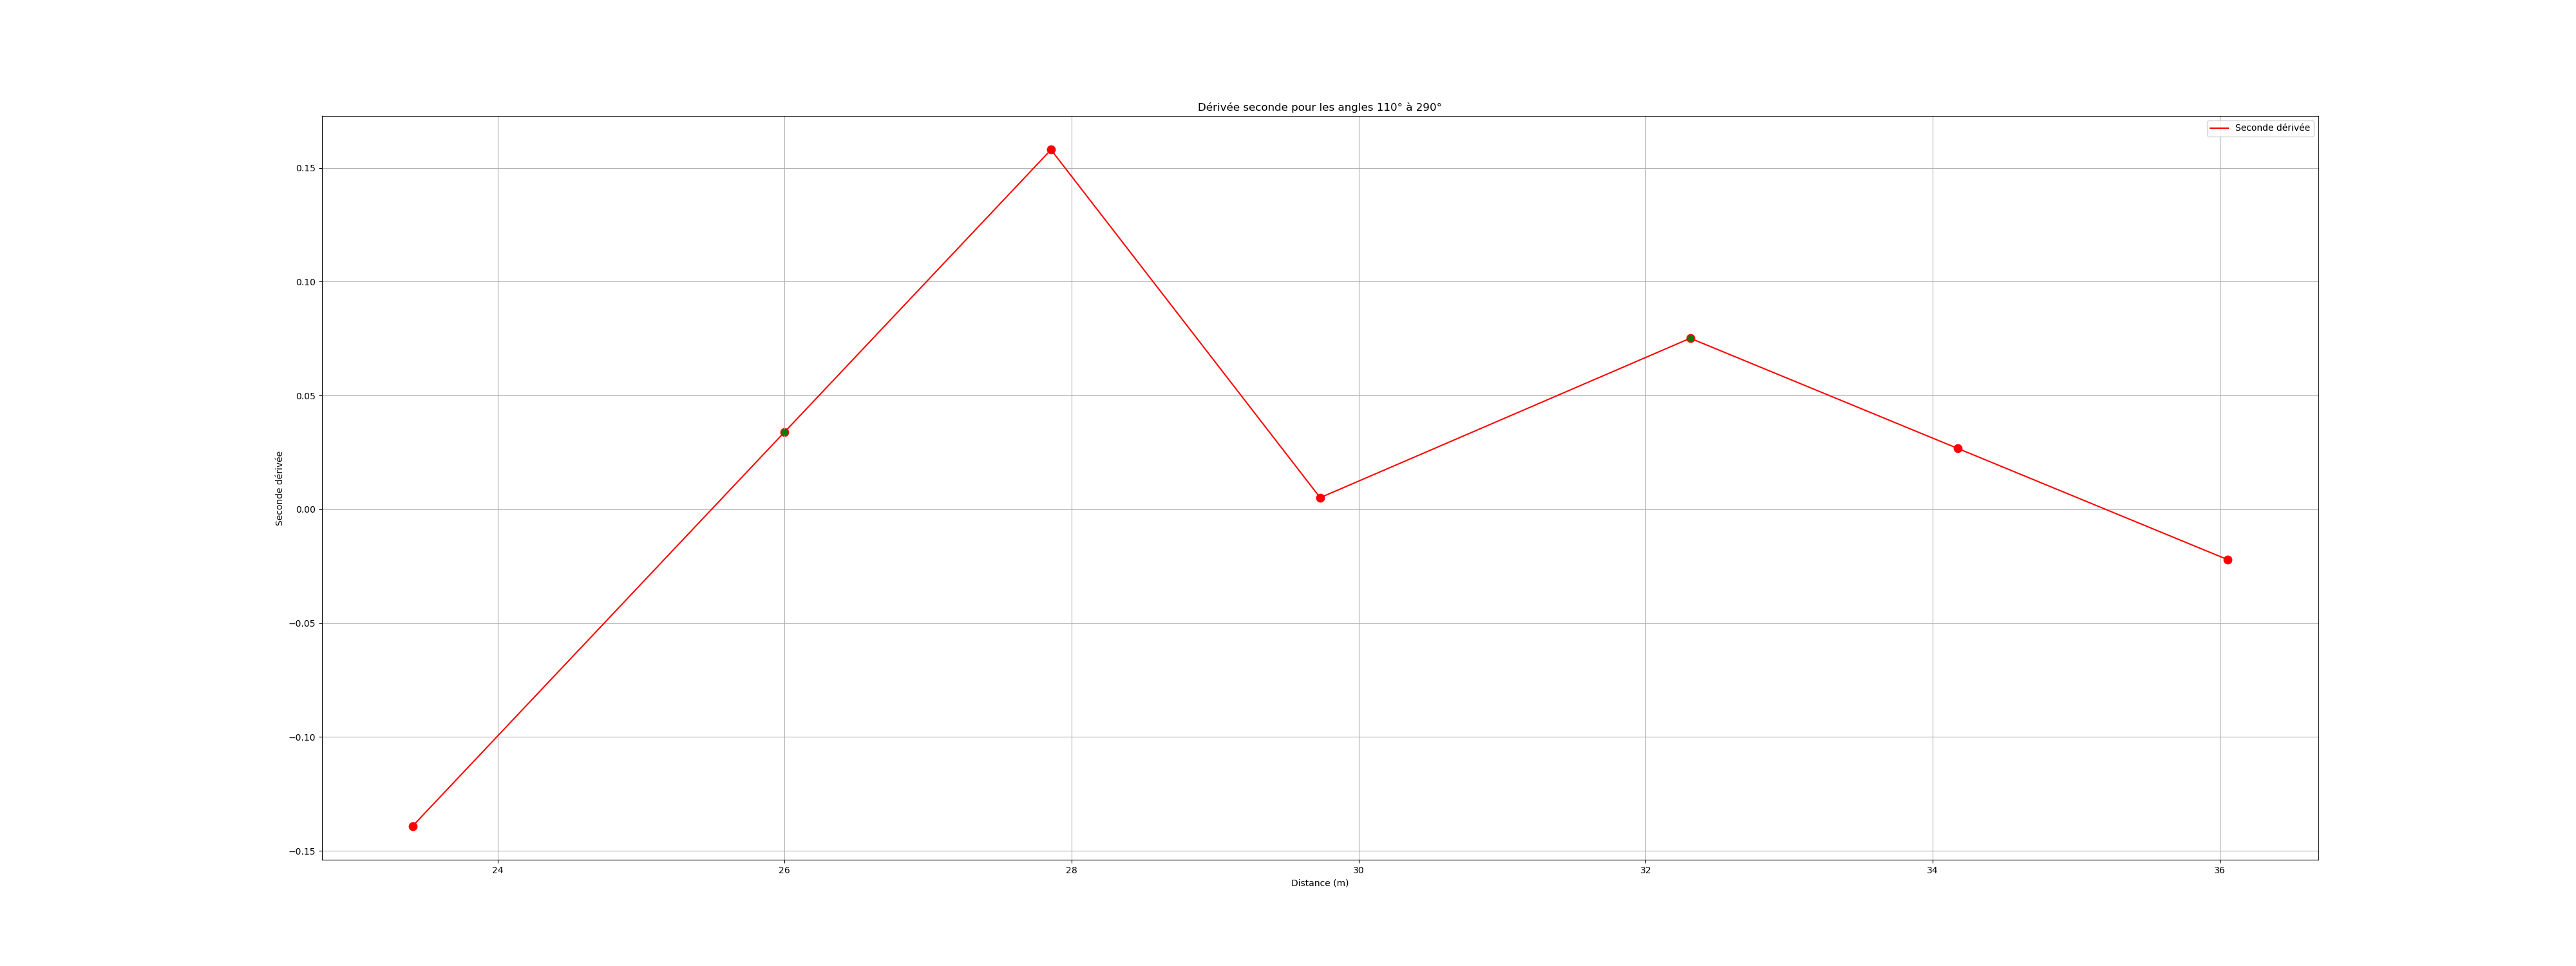 Dérivée seconde pour les angles 110° à 290°
Seconde dérivée
0.15
0.10
0.05
0.00
−0.05
−0.10
−0.15
Seconde dérivée
24 26 28 30 32 34 36
Distance (m)